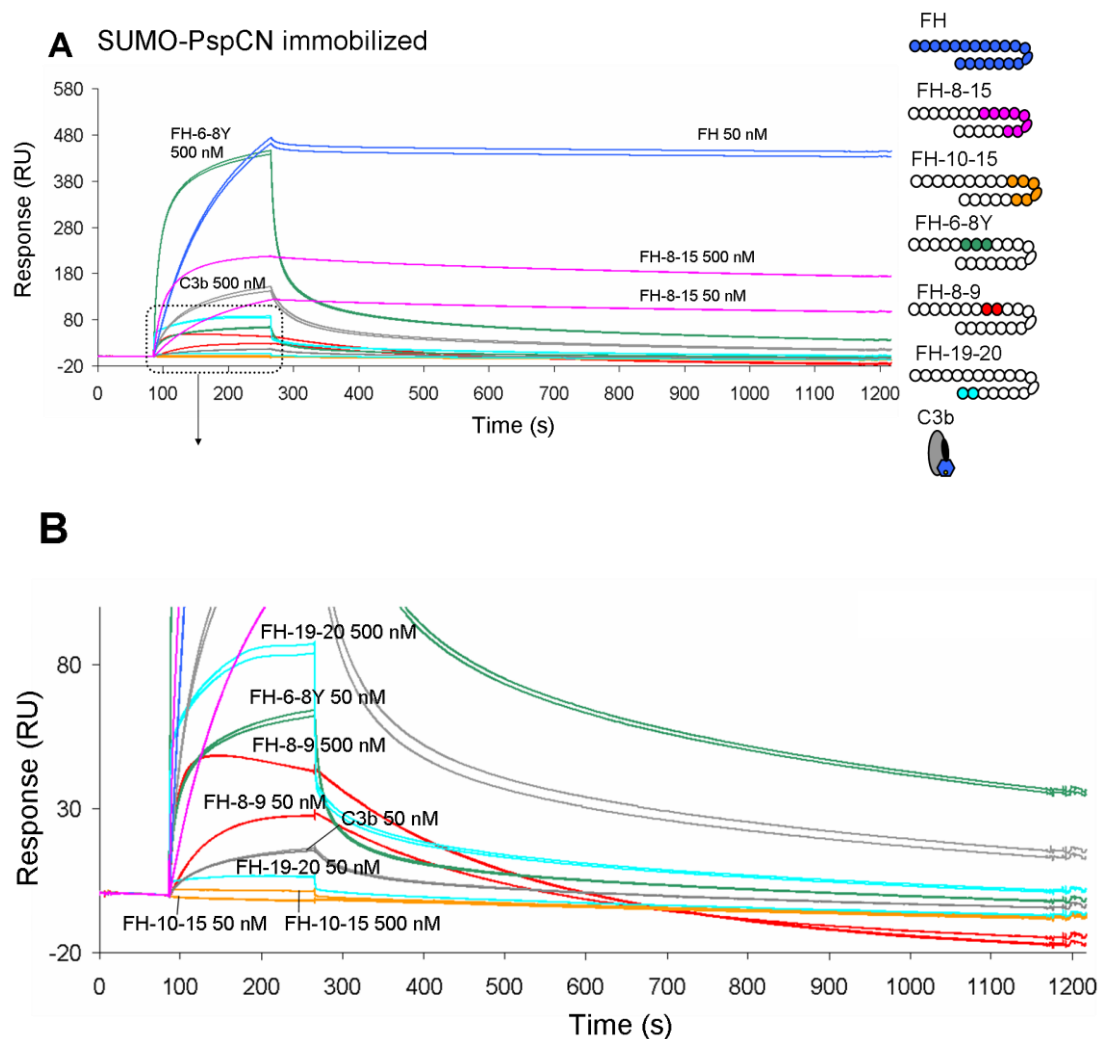 A SUMO-PspCN immobilized
580
480
380
280
180
80
-20
Response (RU)
FH-6-8Y
500 nM
FH 50 nM
C3b 500 nM
FH-8-15 500 nM
FH-8-15 50 nM
0 100 200 300 400 500 600 700 800 900 1000 1100 1200
Time (s)
FH
FH-8-15
FH-10-15
FH-6-8Y
FH-8-9
FH-19-20
C3b
B
80
30
-20
Response (RU)
FH-19-20 500 nM
FH-6-8Y 50 nM
FH-8-9 500 nM
FH-8-9 50 nM
C3b 50 nM
FH-19-20 50 nM
FH-10-15 50 nM
FH-10-15 500 nM
0 100 200 300 400 500 600 700 800 900 1000 1100 1200
Time (s)